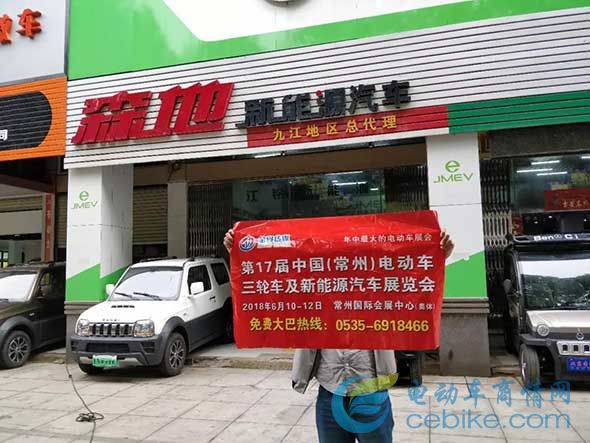 森地
新能源汽车
九江地区总代理
e
JMEV
e
JMEV
年中最大的电动车展会
第17届中国(常州)电动车
三轮车及新能源汽车展览会
2018年6月10-12日 常州国际会展中心(奥体)
免费大巴热线：0535-6918466
电动车商情网
cebike.com